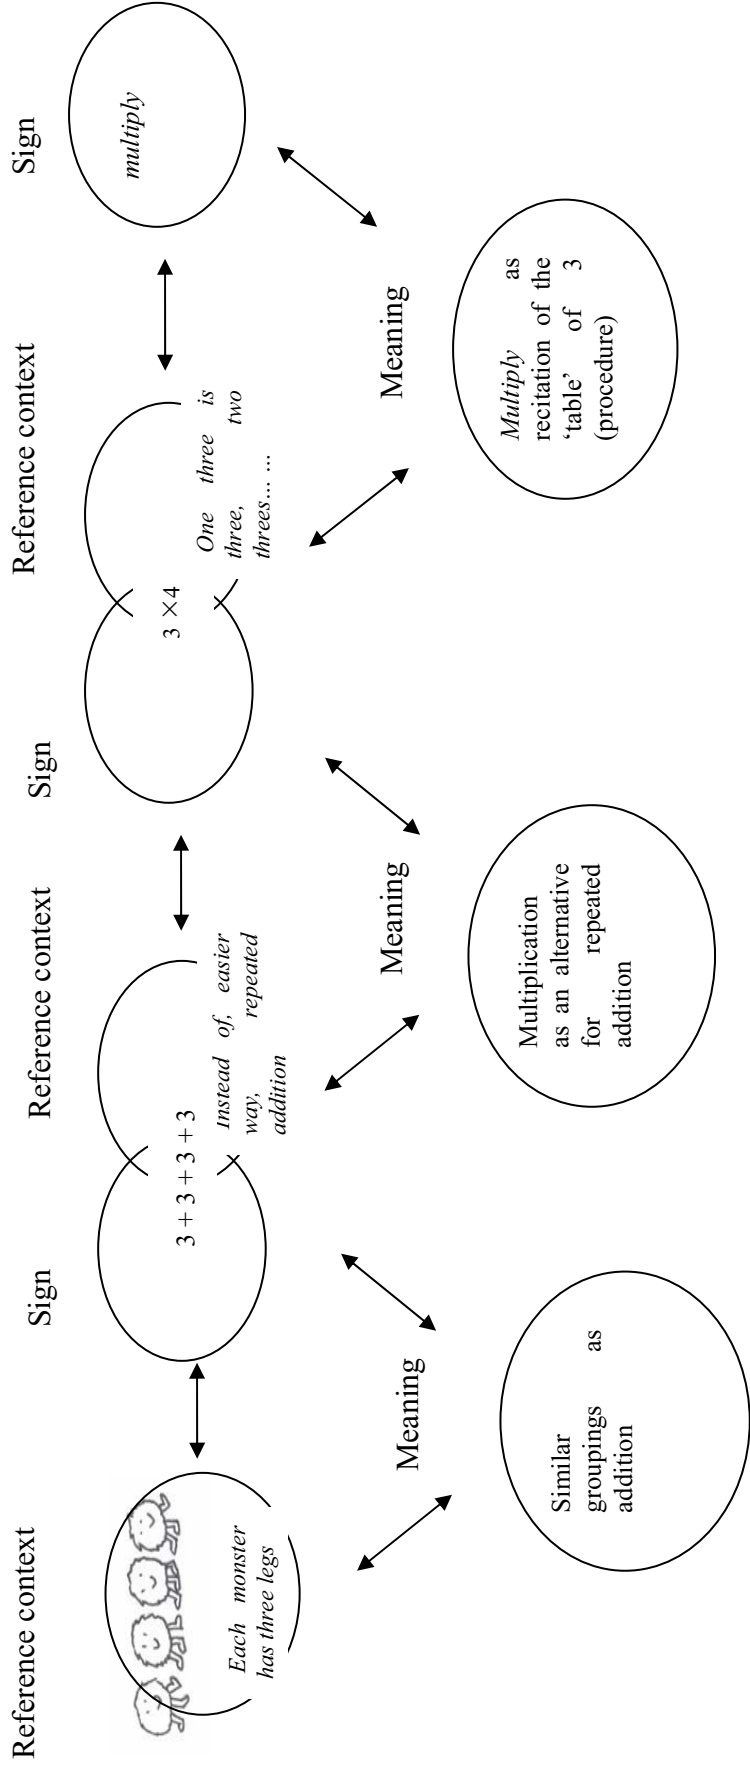 Reference context
Sign
Reference context
Sign
Reference context
Sign
Each monster
has three legs
3 + 3 + 3 + 3
Instead of, easier
way, repeated
addition
3 ×4
One three is
three, two
threes… …
multiply
Meaning
Meaning
Meaning
Similar
groupings as
addition
Multiplication
as an alternative
for repeated
addition
Multiply as
recitation of the
‘table’ of 3
(procedure)